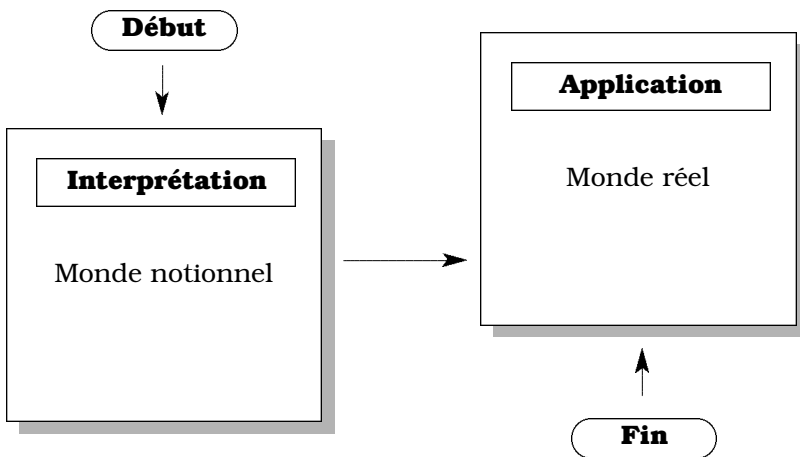 Début
Interprétation
Monde notionnel
Application
Monde réel
Fin